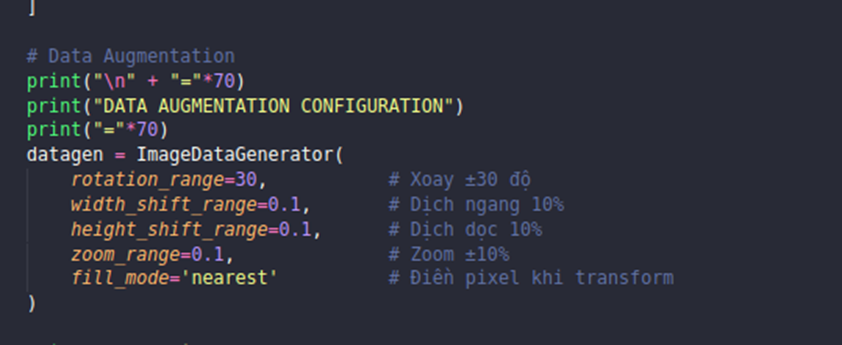 ]
# Data Augmentation
print("\n" + "="*70)
print("DATA AUGMENTATION CONFIGURATION")
print("="*70)
datagen = ImageDataGenerator(
    rotation_range=30,           # Xoay ±30 độ
    width_shift_range=0.1,       # Dịch ngang 10%
    height_shift_range=0.1,      # Dịch dọc 10%
    zoom_range=0.1,              # Zoom ±10%
    fill_mode='nearest'          # Điền pixel khi transform
)